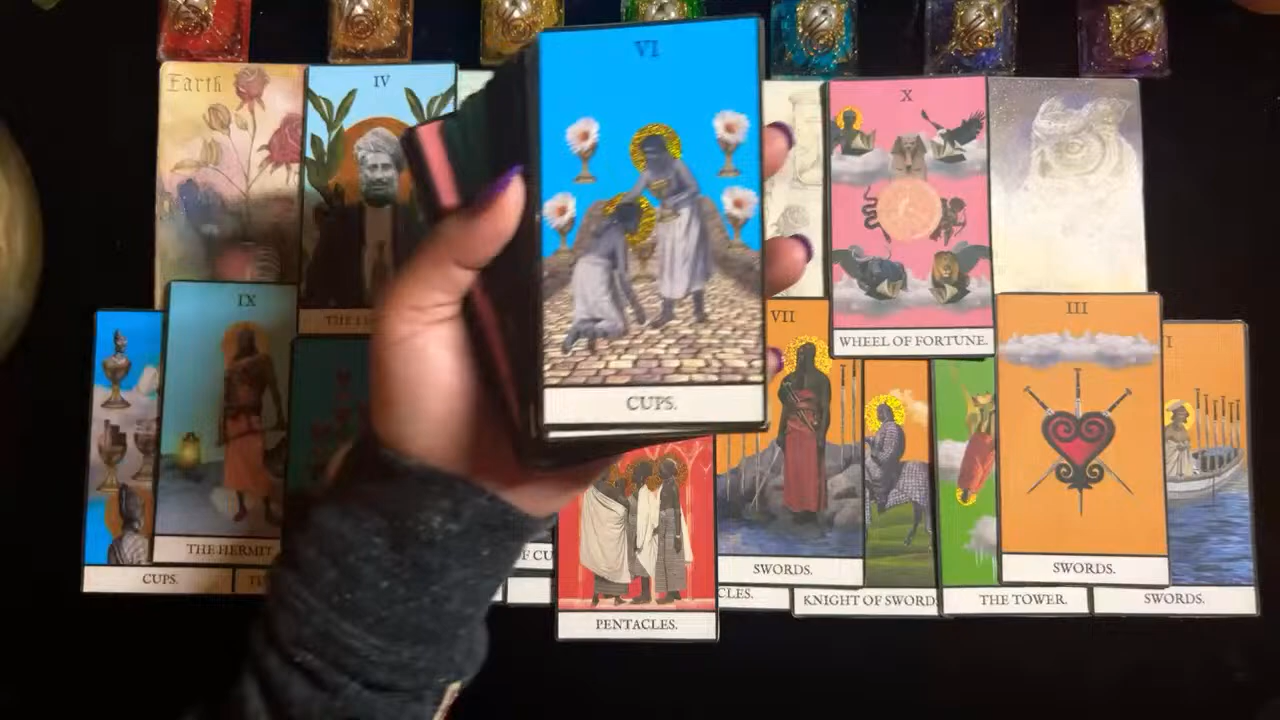 Earth
IV
VI
CUPS.
X
WHEEL OF FORTUNE.
IX
THE HERMIT
CUPS.
VII
SWORDS.
III
SWORDS.
PENTACLES.
KNIGHT OF SWORDS
THE TOWER.
SWORDS.